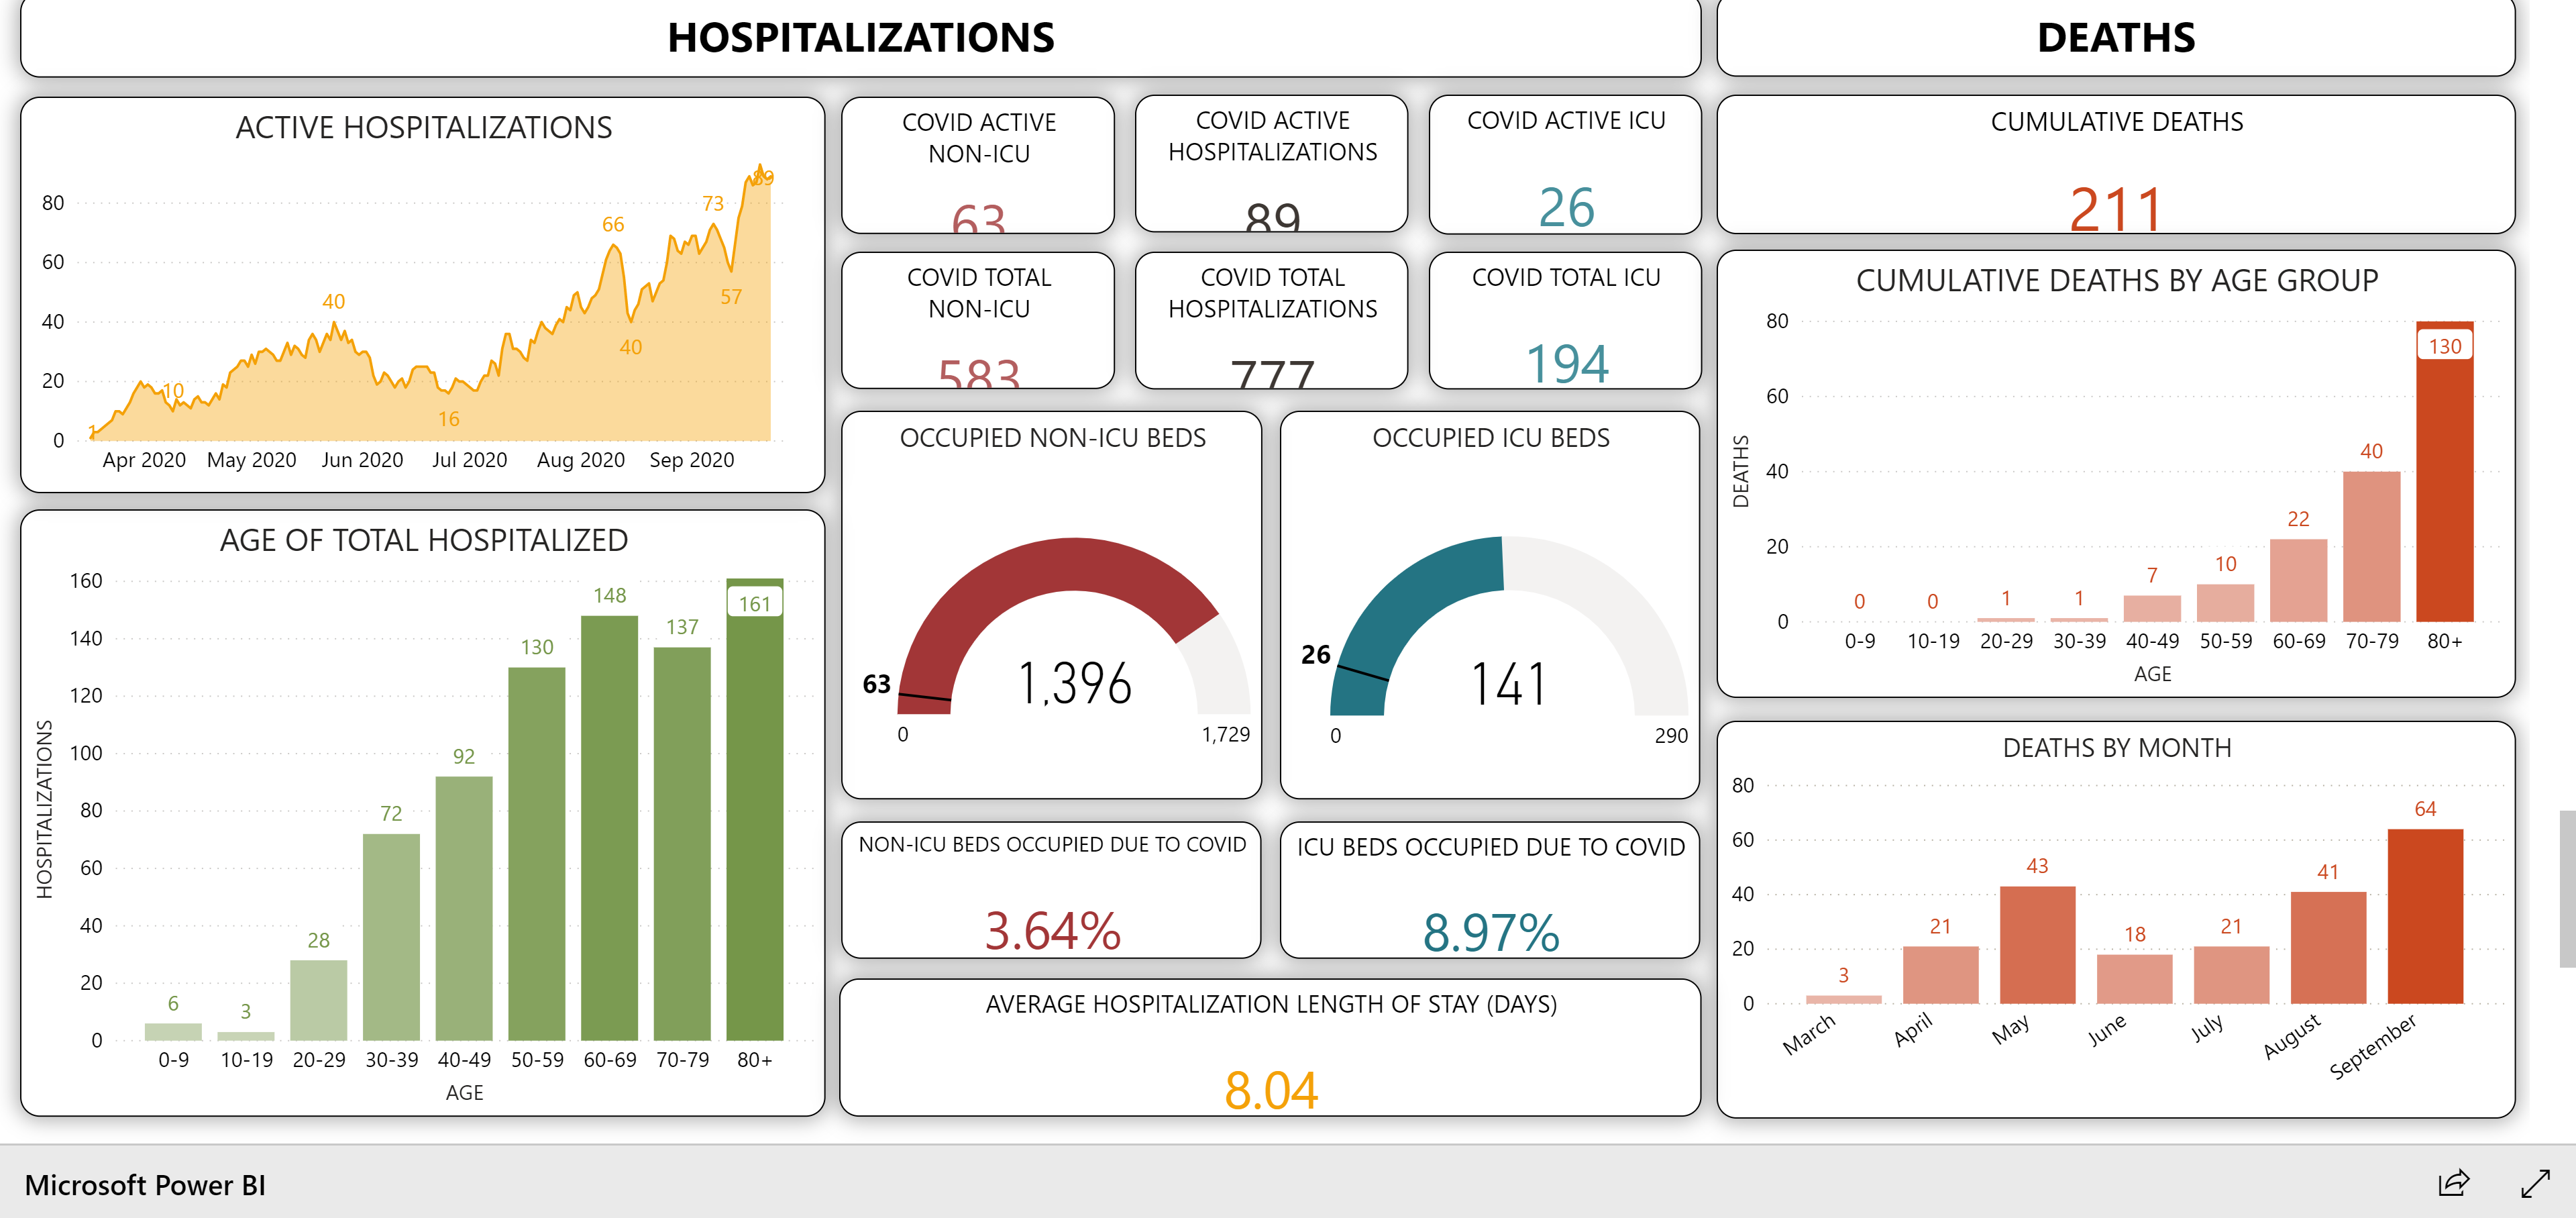 HOSPITALIZATIONS
DEATHS
ACTIVE HOSPITALIZATIONS
80
60
40
20
0
1
10
40
16
66
40
73
57
89
Apr 2020 May 2020 Jun 2020 Jul 2020 Aug 2020 Sep 2020
AGE OF TOTAL HOSPITALIZED
HOSPITALIZATIONS
160
140
120
100
80
60
40
20
0
6
3
28
72
92
130
148
137
161
0-9 10-19 20-29 30-39 40-49 50-59 60-69 70-79 80+
AGE
COVID ACTIVE
NON-ICU
63
COVID ACTIVE
HOSPITALIZATIONS
89
COVID ACTIVE ICU
26
COVID TOTAL
NON-ICU
583
COVID TOTAL
HOSPITALIZATIONS
777
COVID TOTAL ICU
194
OCCUPIED NON-ICU BEDS
63
1,396
0
1,729
OCCUPIED ICU BEDS
26
141
0
290
NON-ICU BEDS OCCUPIED DUE TO COVID
3.64%
ICU BEDS OCCUPIED DUE TO COVID
8.97%
AVERAGE HOSPITALIZATION LENGTH OF STAY (DAYS)
8.04
CUMULATIVE DEATHS
211
CUMULATIVE DEATHS BY AGE GROUP
DEATHS
80
60
40
20
0
0
0
1
1
7
10
22
40
130
0-9 10-19 20-29 30-39 40-49 50-59 60-69 70-79 80+
AGE
DEATHS BY MONTH
80
60
40
20
0
3
21
43
18
21
41
64
March April May June July August September
Microsoft Power BI